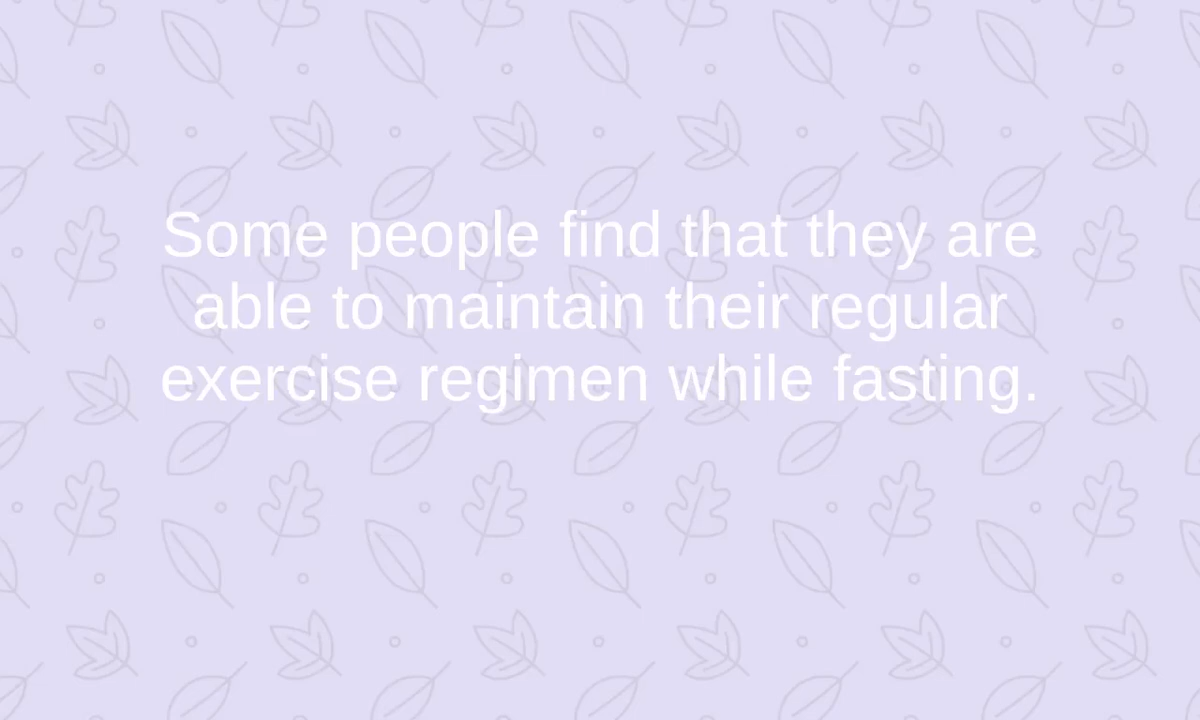 Some people find that they are
able to maintain their regular
exercise regimen while fasting.